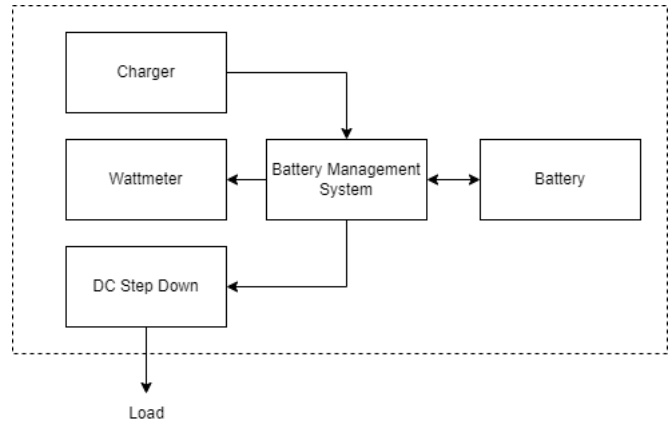 Charger
Wattmeter
Battery Management
System
Battery
DC Step Down
Load